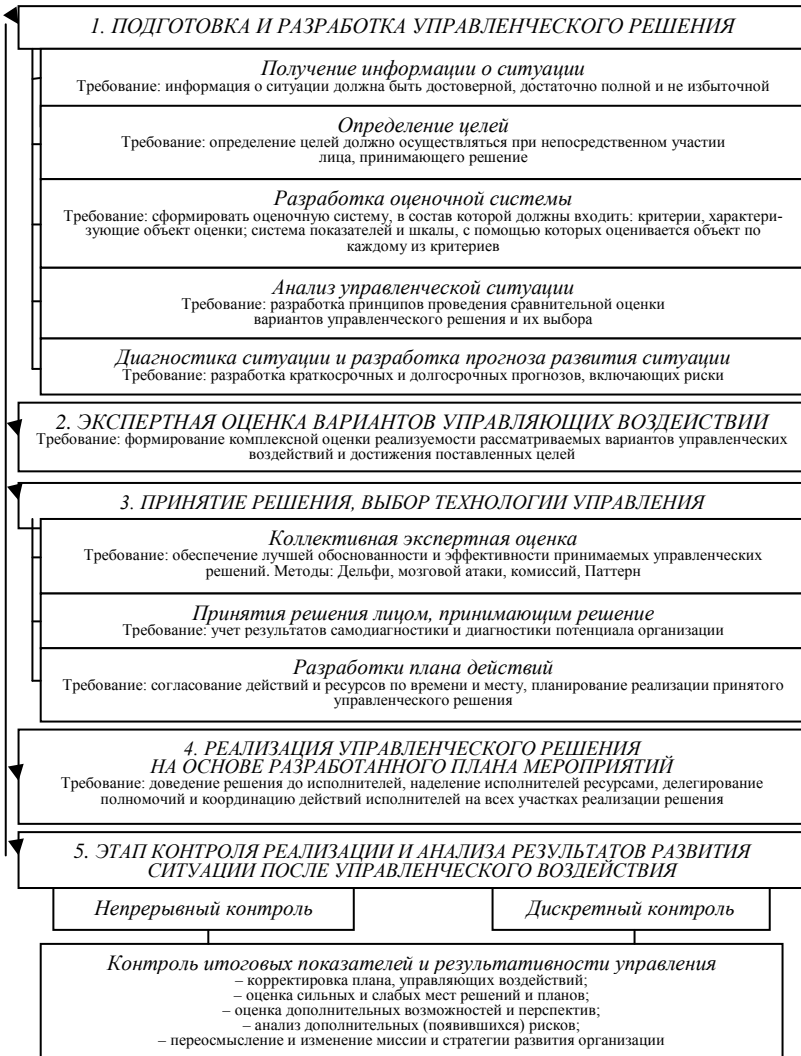 1. ПОДГОТОВКА И РАЗРАБОТКА УПРАВЛЕНЧЕСКОГО РЕШЕНИЯ
Получение информации о ситуации
Требование: информация о ситуации должна быть достоверной, достаточно полной и не избыточной
Определение целей
Требование: определение целей должно осуществляться при непосредственном участии
лица, принимающего решение
Разработка оценочной системы
Требование: сформировать оценочную систему, в состав которой должны входить: критерии, характери-
зующие объект оценки; система показателей и шкалы, с помощью которых оценивается объект по
каждому из критериев
Анализ управленческой ситуации
Требование: разработка принципов проведения сравнительной оценки
вариантов управленческого решения и их выбора
Диагностика ситуации и разработка прогноза развития ситуации
Требование: разработка краткосрочных и долгосрочных прогнозов, включающих риски
2. ЭКСПЕРТНАЯ ОЦЕНКА ВАРИАНТОВ УПРАВЛЯЮЩИХ ВОЗДЕЙСТВИЙ
Требование: формирование комплексной оценки реализуемости рассматриваемых вариантов управленческих
воздействий и достижения поставленных целей
3. ПРИНЯТИЕ РЕШЕНИЯ, ВЫБОР ТЕХНОЛОГИИ УПРАВЛЕНИЯ
Коллективная экспертная оценка
Требование: обеспечение лучшей обоснованности и эффективности принимаемых управленческих
решений. Методы: Дельфи, мозговой атаки, комиссий, Паттерн
Принятия решения лицом, принимающим решение
Требование: учет результатов самодиагностики и диагностики потенциала организации
Разработки плана действий
Требование: согласование действий и ресурсов по времени и месту, планирование реализации принятого
управленческого решения
4. РЕАЛИЗАЦИЯ УПРАВЛЕНЧЕСКОГО РЕШЕНИЯ
НА ОСНОВЕ РАЗРАБОТАННОГО ПЛАНА МЕРОПРИЯТИЙ
Требование: доведение решения до исполнителей, наделение исполнителей ресурсами, делегирование
полномочий и координацию действий исполнителей на всех участках реализации решения
5. ЭТАП КОНТРОЛЯ РЕАЛИЗАЦИИ И АНАЛИЗА РЕЗУЛЬТАТОВ РАЗВИТИЯ
СИТУАЦИИ ПОСЛЕ УПРАВЛЕНЧЕСКОГО ВОЗДЕЙСТВИЯ
Непрерывный контроль
Дискретный контроль
Контроль итоговых показателей и результативности управления
– корректировка плана, управляющих воздействий;
– оценка сильных и слабых мест решений и планов;
– оценка дополнительных возможностей и перспектив;
– анализ дополнительных (появившихся) рисков;
– переосмысление и изменение миссии и стратегии развития организации